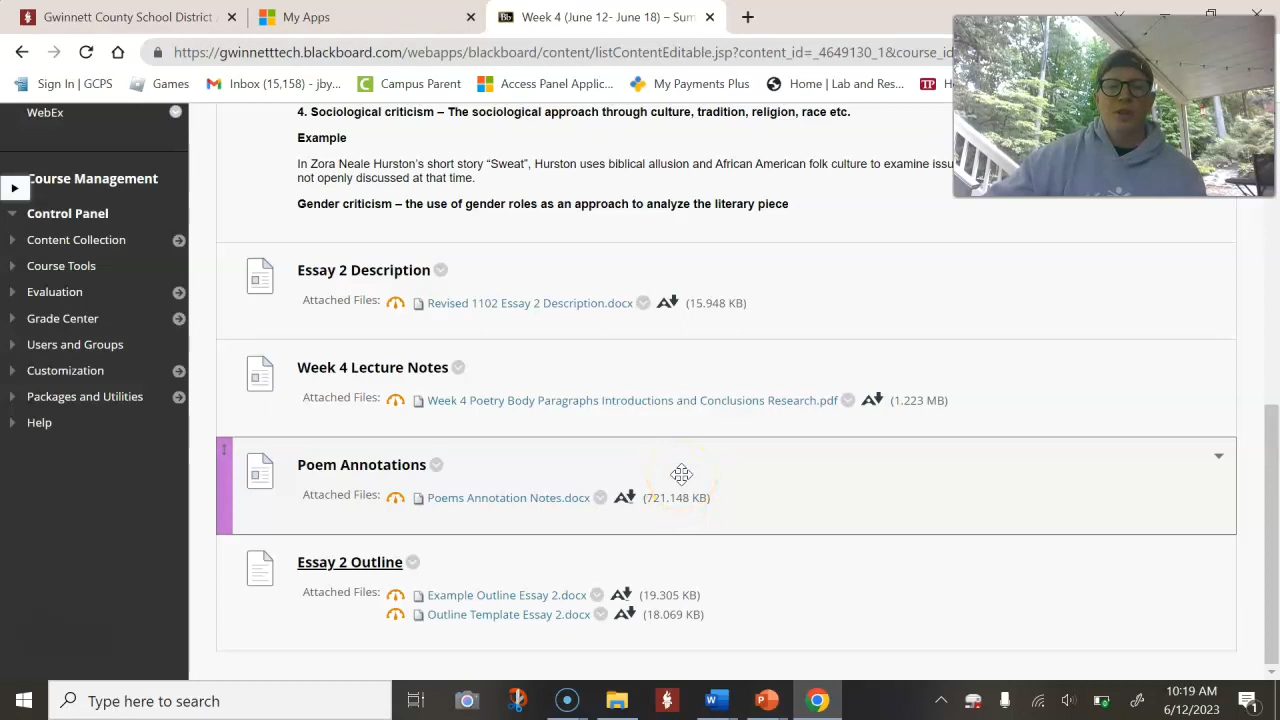 Gwinnett County School District
My Apps
Week 4 (June 12- June 18) – Sum
https://gwinnetttech.blackboard.com/webapps/blackboard/content/listContentEditable.jsp?content_id=_4649130_1&course_id
Sign In | GCPS
Games
Inbox (15,158) - jby...
Campus Parent
Access Panel Applic...
My Payments Plus
Home | Lab and Res...
TP
WebEx
Course Management
Control Panel
Content Collection
Course Tools
Evaluation
Grade Center
Users and Groups
Customization
Packages and Utilities
Help
4. Sociological criticism – The sociological approach through culture, tradition, religion, race etc.
Example
In Zora Neale Hurston's short story “Sweat”, Hurston uses biblical allusion and African American folk culture to examine issu
not openly discussed at that time.
Gender criticism – the use of gender roles as an approach to analyze the literary piece
Essay 2 Description
Attached Files: Revised 1102 Essay 2 Description.docx (15.948 KB)
Week 4 Lecture Notes
Attached Files: Week 4 Poetry Body Paragraphs Introductions and Conclusions Research.pdf (1.223 MB)
Poem Annotations
Attached Files: Poems Annotation Notes.docx (721.148 KB)
Essay 2 Outline
Attached Files: Example Outline Essay 2.docx (19.305 KB)
Outline Template Essay 2.docx (18.069 KB)
Type here to search
10:19 AM
6/12/2023